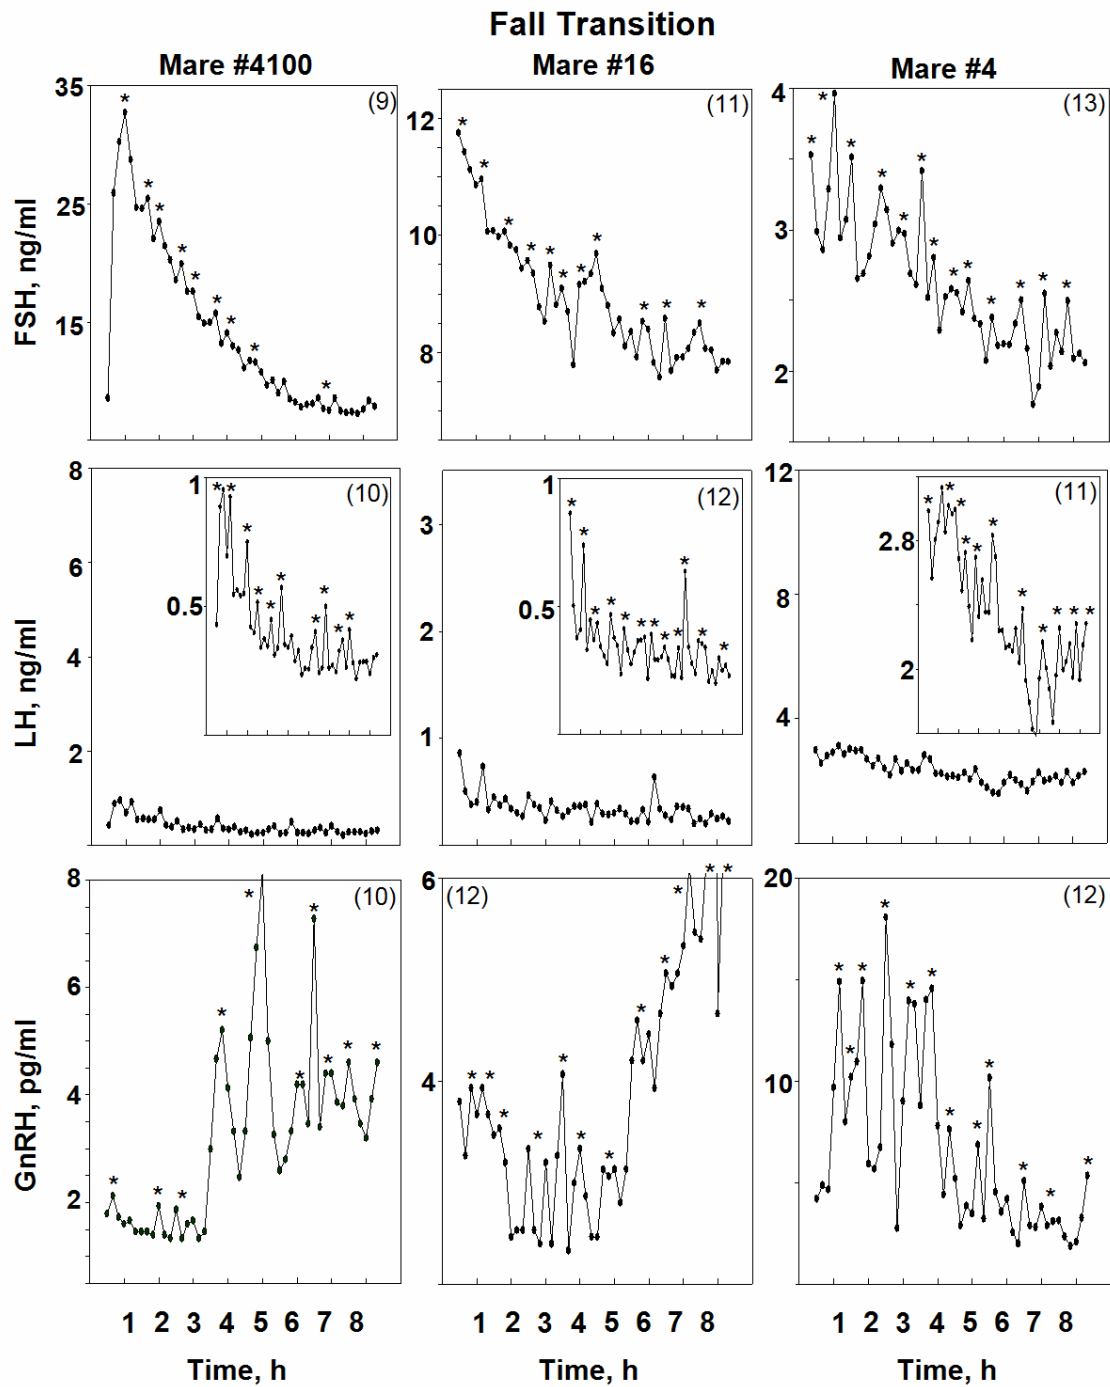 Fall Transition
Mare #4100 Mare #16 Mare #4
FSH, ng/ml
35
25
15
* * * * * * * * *
(9)
12
10
8
* * * * * * * * * * *
(11)
4
3
2
* * * * * * * * * * * * *
(13)
LH, ng/ml
8
6
4
2
1
0.5
* * * * * * * * * * *
(10)
3
2
1
1
0.5
* * * * * * * * * * * *
(12)
12
8
4
2.8
2
* * * * * * * * * * * *
(11)
GnRH, pg/ml
8
6
4
2
* * * * * * * * * *
(10)
6
4
* * * * * * * * * * * *
(12)
20
10
* * * * * * * * * * * *
(12)
1 2 3 4 5 6 7 8 1 2 3 4 5 6 7 8 1 2 3 4 5 6 7 8
Time, h Time, h Time, h